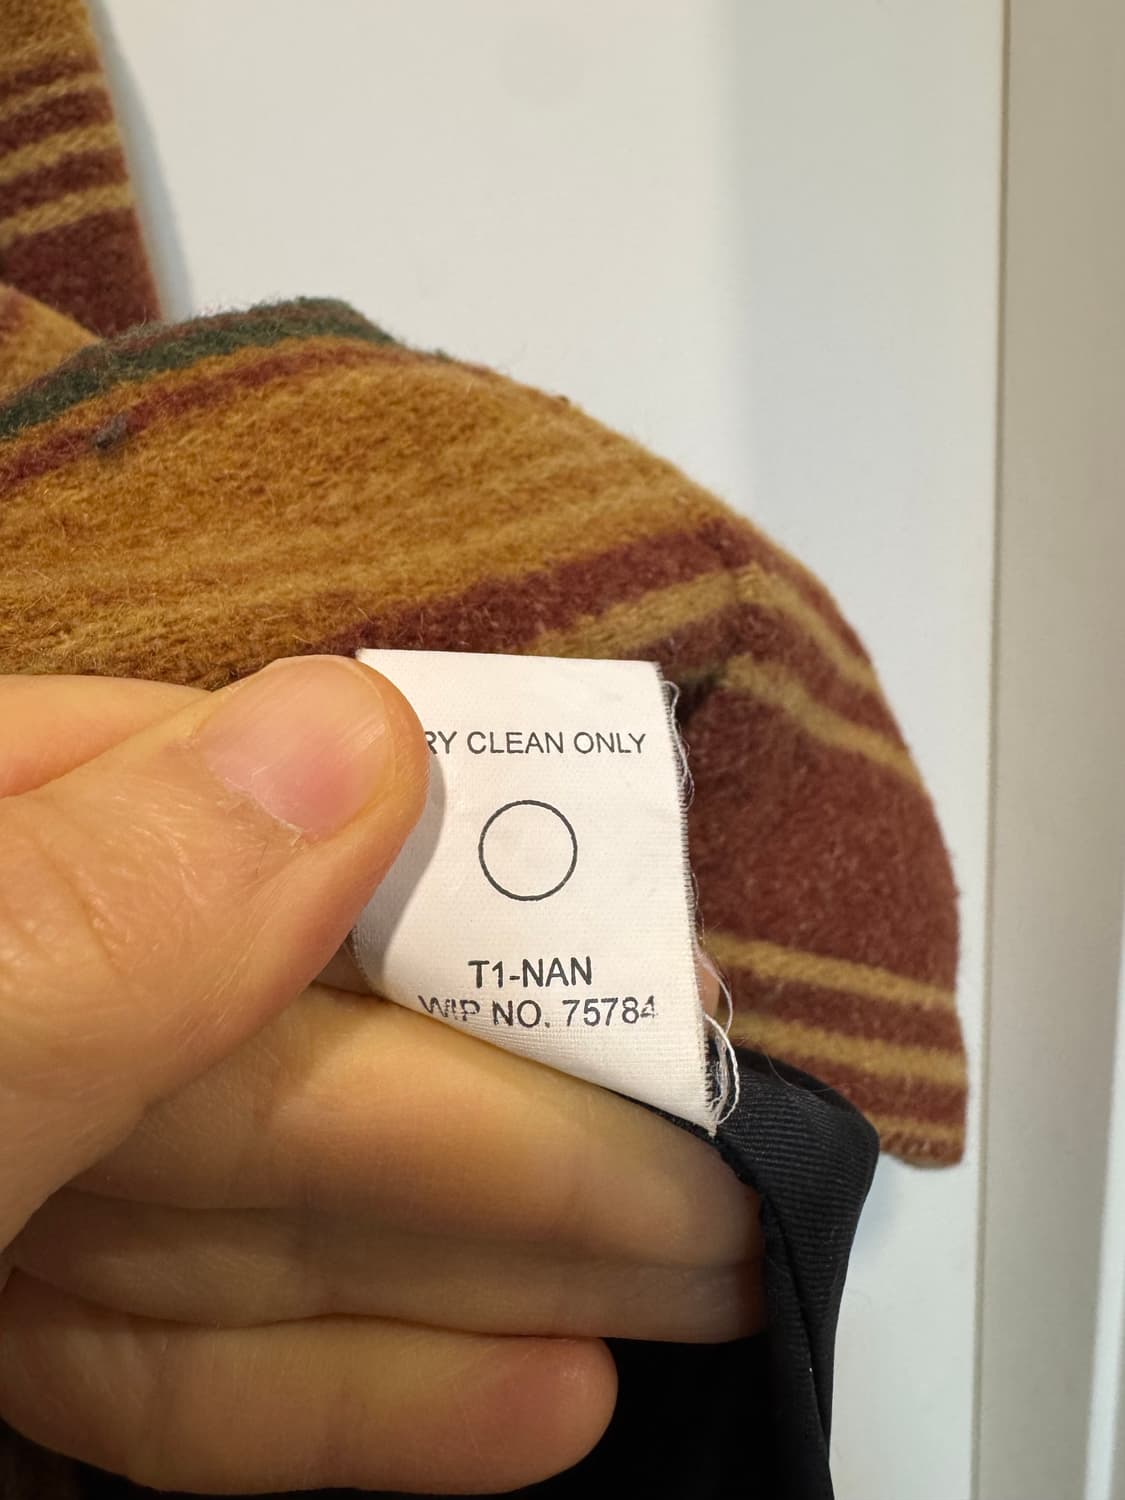 RY CLEAN ONLY
T1-NAN
WIP NO. 75784